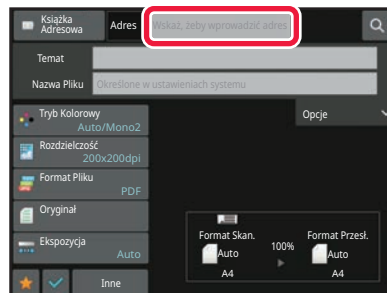 Książka
Adresowa
Adres
Wskaż, żeby wprowadzić adres
Temat
Nazwa Pliku
Określone w ustawieniach systemu
Tryb Kolorowy
Auto/Mono2
Opcje
Rozdzielczość
200x200dpi
Format Pliku
PDF
Oryginał
Ekspozycja
Auto
Format Skan.
Auto
A4
100%
Format Przesł.
Auto
A4
Inne